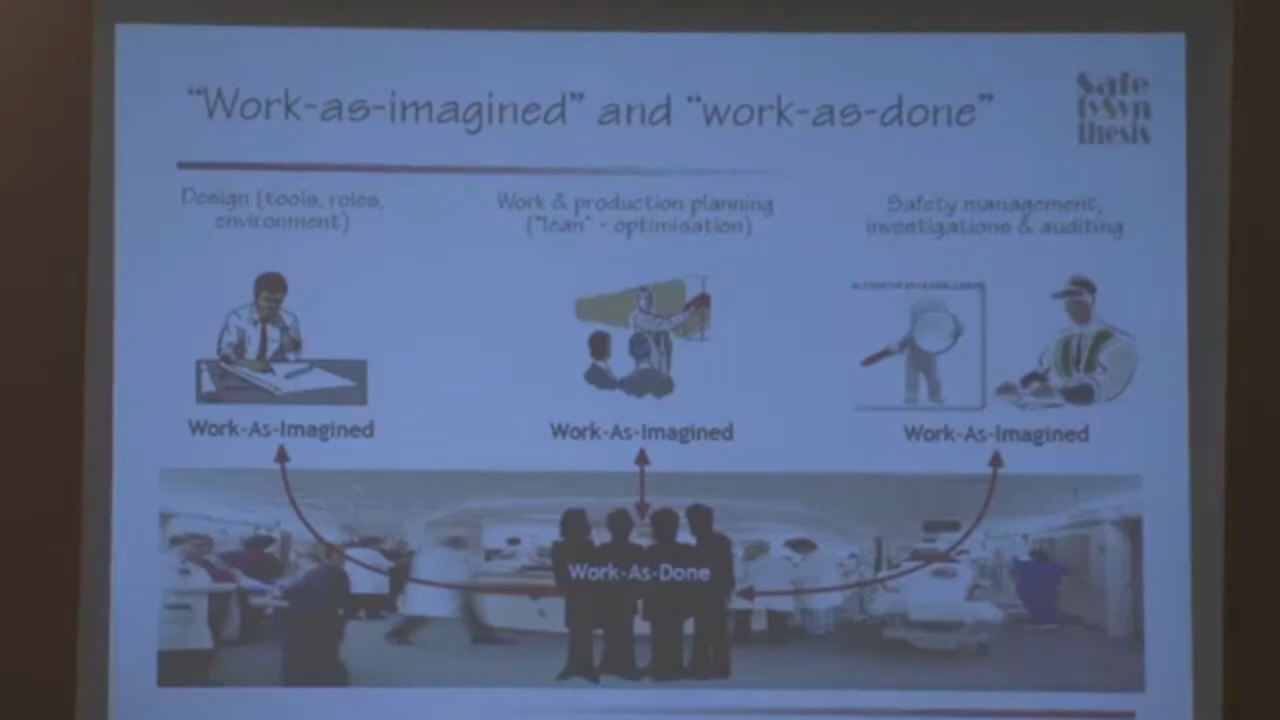 "Work-as-imagined" and "work-as-done"
Safe
tySyn
thesis
Design (tools, roles,
environment)
Work & production planning
("lean" - optimisation)
Safety management,
investigations & auditing
Work-As-Imagined
Work-As-Imagined
Work-As-Imagined
Work-As-Done